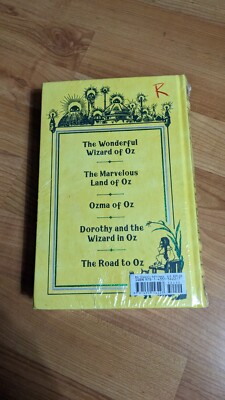 R
The Wonderful
Wizard of Oz
The Marvelous
Land of Oz
Ozma of Oz
Dorothy and the
Wizard in Oz
The Road to Oz